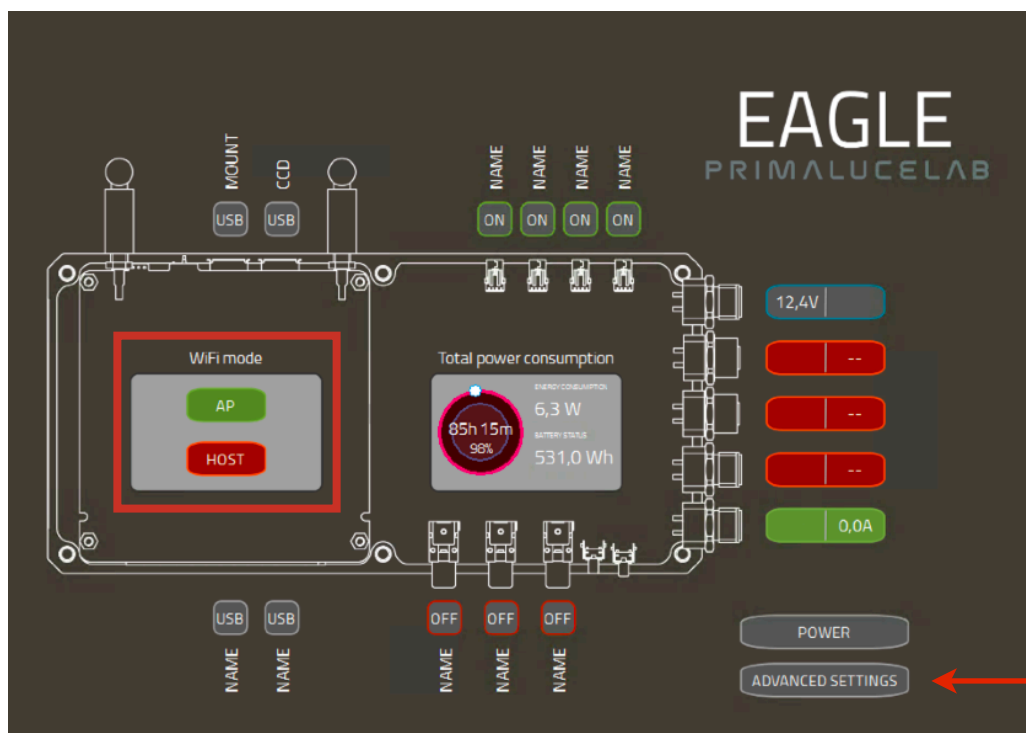 EAGLE
PRIMALUCELAB
MOUNT
CCD
NAME
NAME
NAME
NAME
USB
USB
ON
ON
ON
ON
12,4V
WiFi mode
AP
HOST
Total power consumption
85h 15m
98%
ENERGY CONSUMPTION
6,3 W
BATTERY STATUS
531,0 Wh
--
--
--
0,0A
USB
USB
OFF
OFF
OFF
NAME
NAME
NAME
NAME
NAME
POWER
ADVANCED SETTINGS